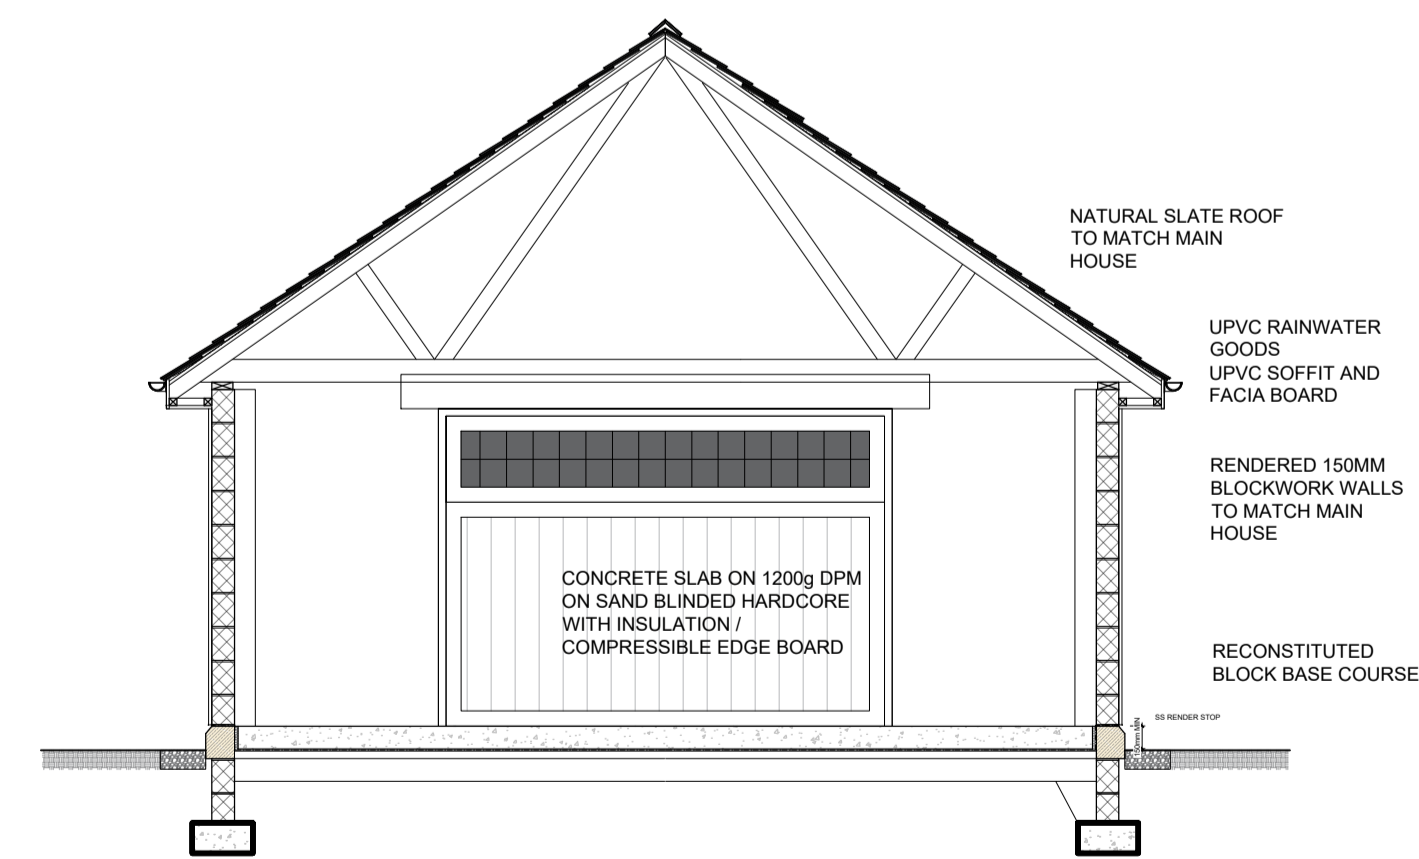 NATURAL SLATE ROOF
TO MATCH MAIN
HOUSE
UPVC RAINWATER
GOODS
UPVC SOFFIT AND
FACIA BOARD
RENDERED 150MM
BLOCKWORK WALLS
TO MATCH MAIN
HOUSE
CONCRETE SLAB ON 1200g DPM
ON SAND BLINDED HARDCORE
WITH INSULATION /
COMPRESSIBLE EDGE BOARD
RECONSTITUTED
BLOCK BASE COURSE
SS RENDER STOP
150mm MIN